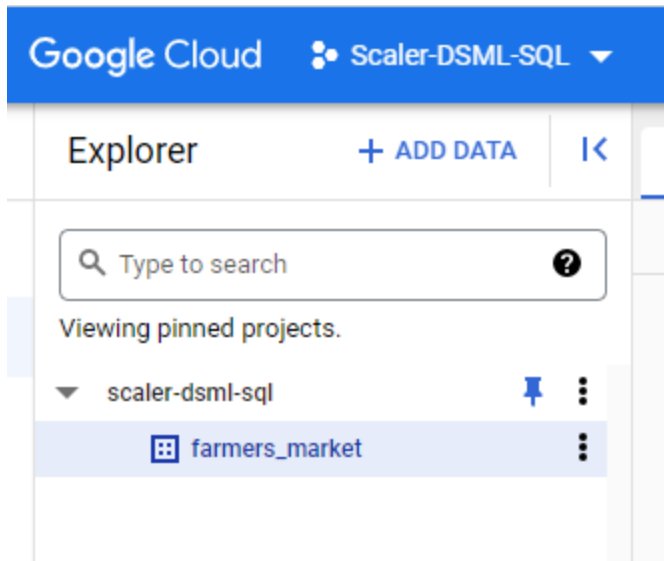 Google Cloud Scaler-DSML-SQL
Explorer + ADD DATA
Type to search
Viewing pinned projects.
scaler-dsml-sql
farmers_market